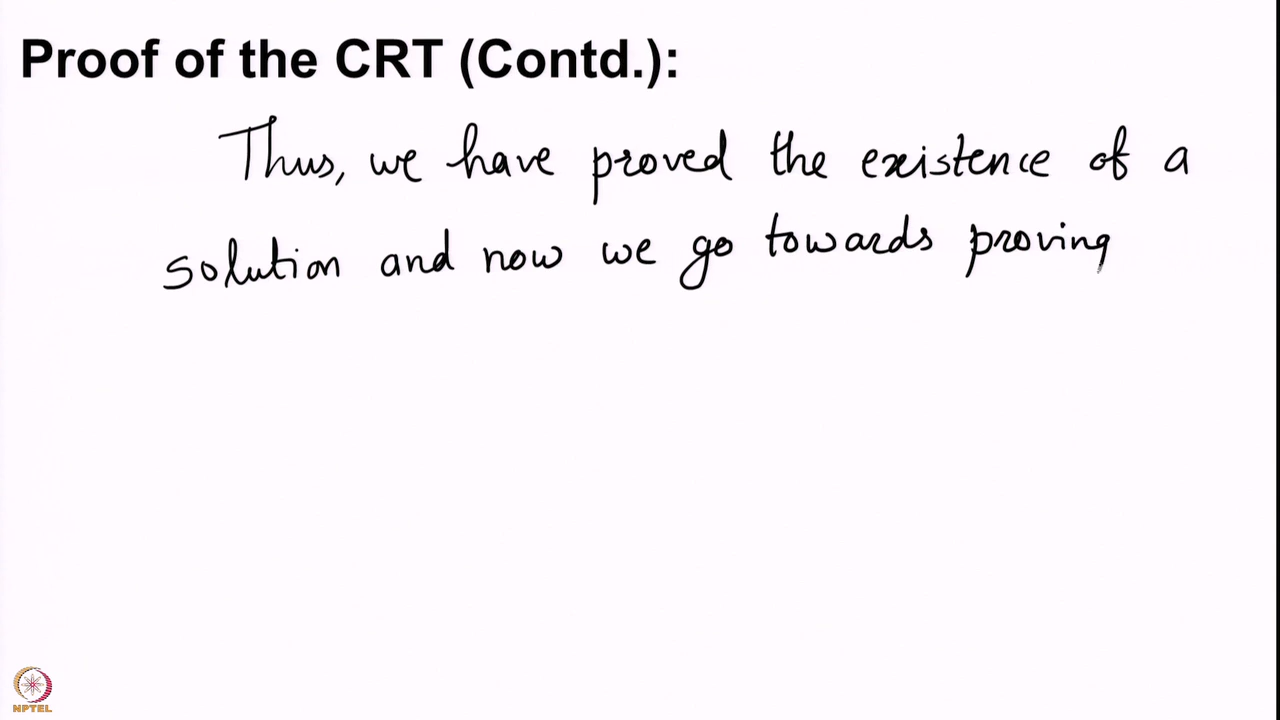 Proof of the CRT (Contd.):
Thus, we have proved the existence of a
solution and now we go towards proving
NPTEL